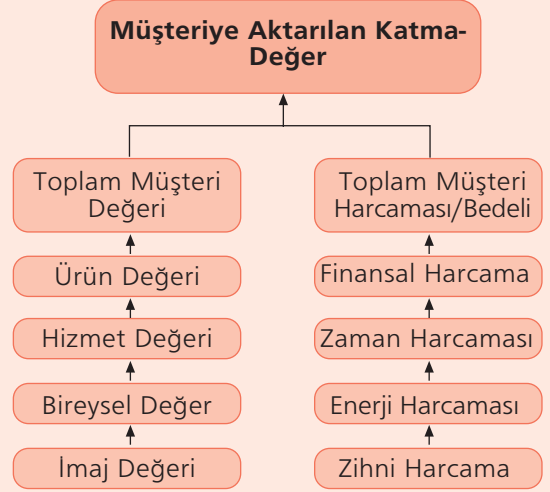 Müşteriye Aktarılan Katma-
Değer
Toplam Müşteri
Değeri
Toplam Müşteri
Harcaması/Bedeli
Ürün Değeri
Finansal Harcama
Hizmet Değeri
Zaman Harcaması
Bireysel Değer
Enerji Harcaması
İmaj Değeri
Zihni Harcama